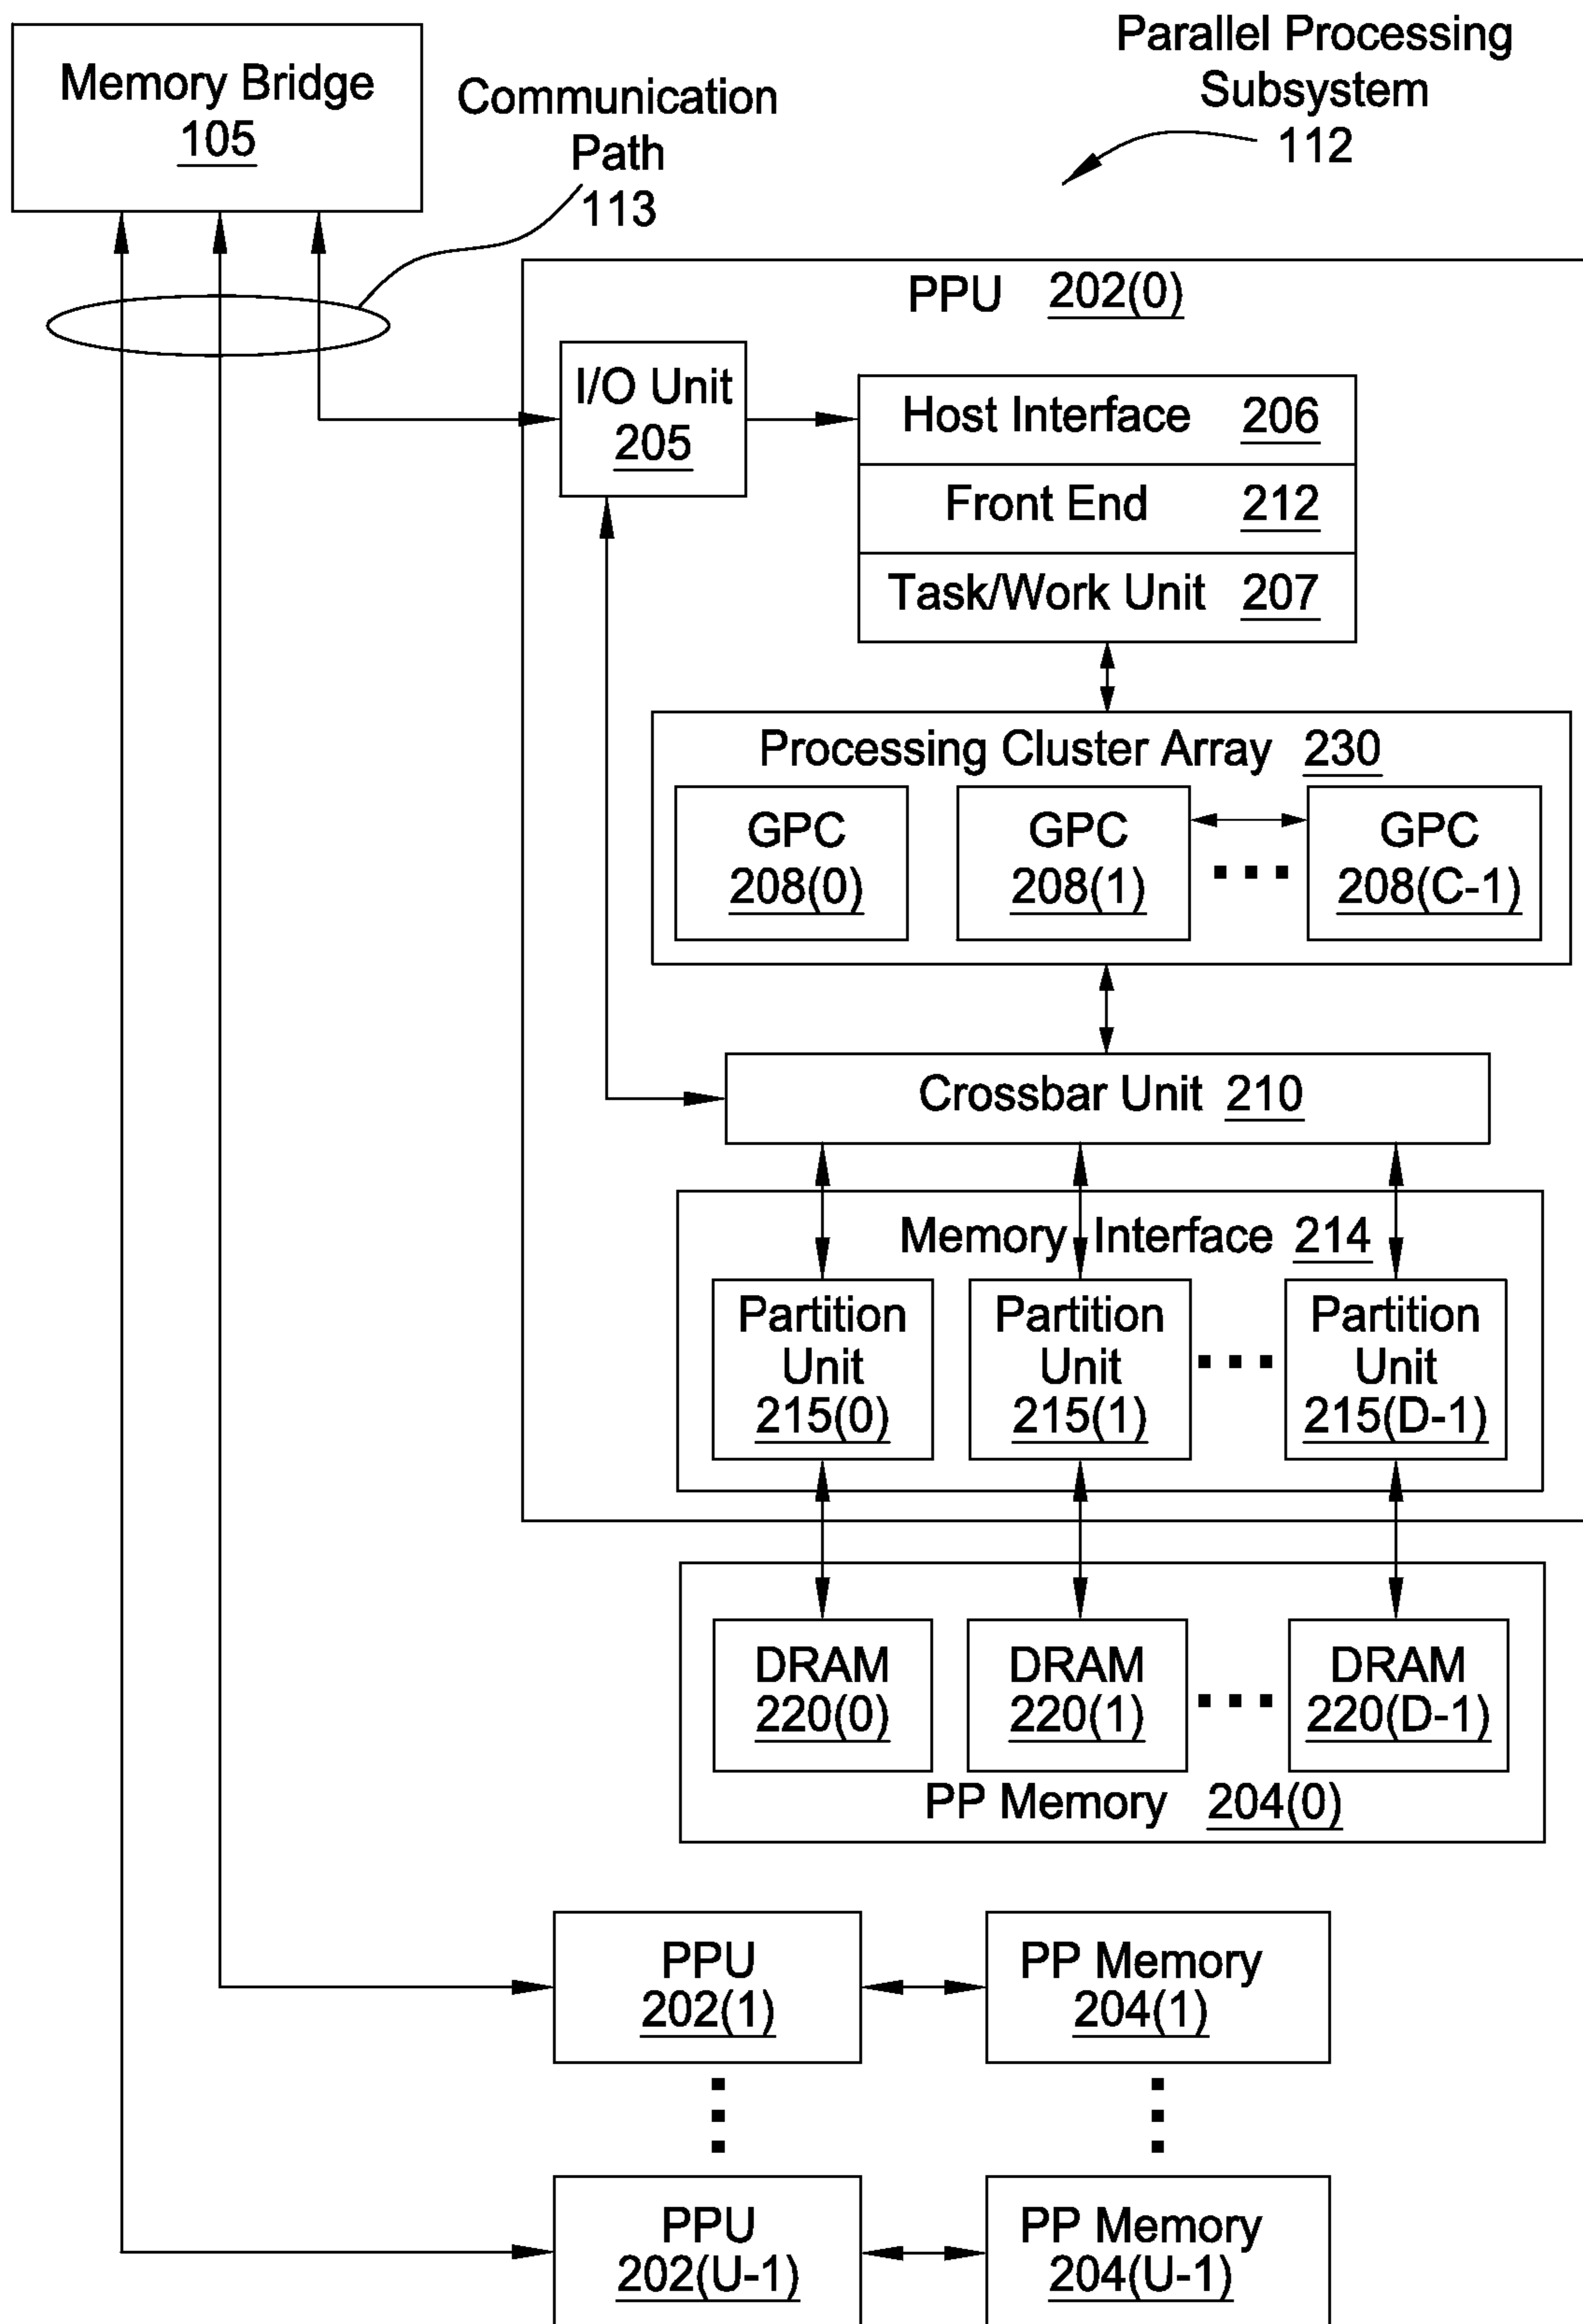 Memory Bridge
105
Communication
Path
113
Parallel Processing
Subsystem
112
PPU 202(0)
I/O Unit
205
Host Interface 206
Front End 212
Task/Work Unit 207
Processing Cluster Array 230
GPC
208(0)
GPC
208(1)
GPC
208(C-1)
Crossbar Unit 210
Memory Interface 214
Partition
Unit
215(0)
Partition
Unit
215(1)
Partition
Unit
215(D-1)
DRAM
220(0)
DRAM
220(1)
DRAM
220(D-1)
PP Memory 204(0)
PPU
202(1)
PP Memory
204(1)
PPU
202(U-1)
PP Memory
204(U-1)